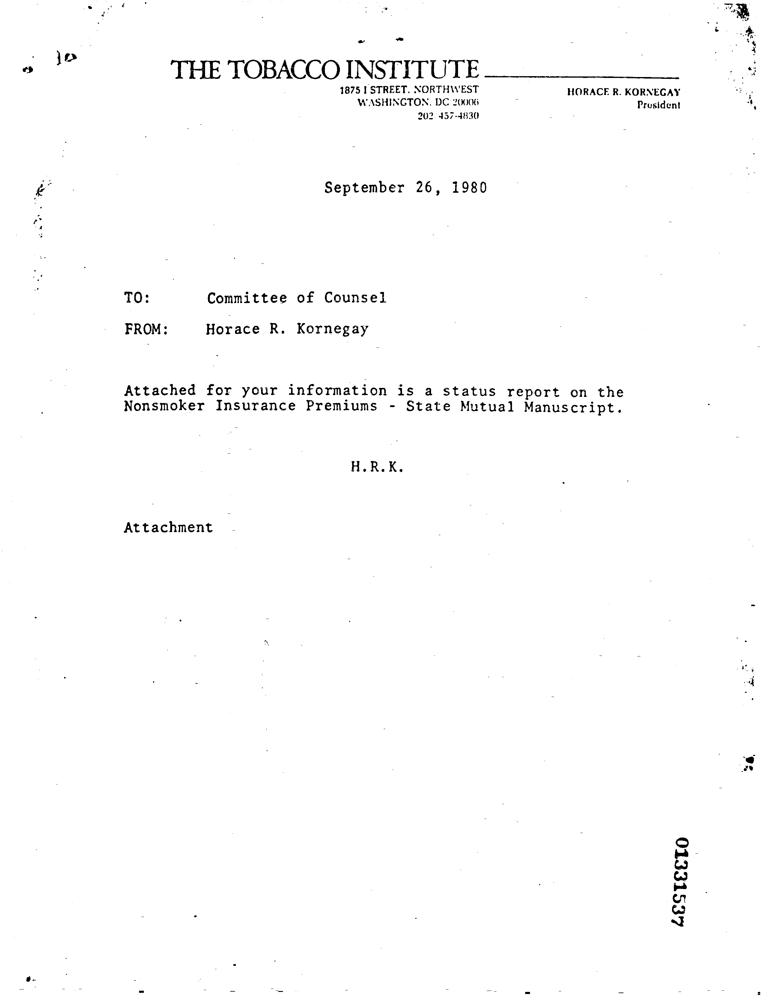 THE TOBACCO INSTITUTE
1875 I STREET, NORTHWEST
WASHINGTON, DC 20006
202 457-4830
HORACE R. KORNEGAY
President
September 26, 1980
TO: Committee of Counsel
FROM: Horace R. Kornegay
Attached for your information is a status report on the
Nonsmoker Insurance Premiums - State Mutual Manuscript.
H.R.K.
Attachment
01331537